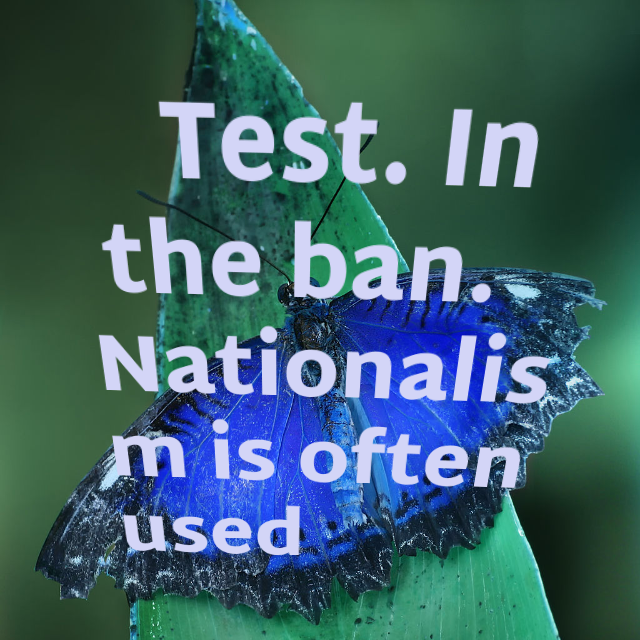 Test. In
the ban.
Nationalis
m is often
used